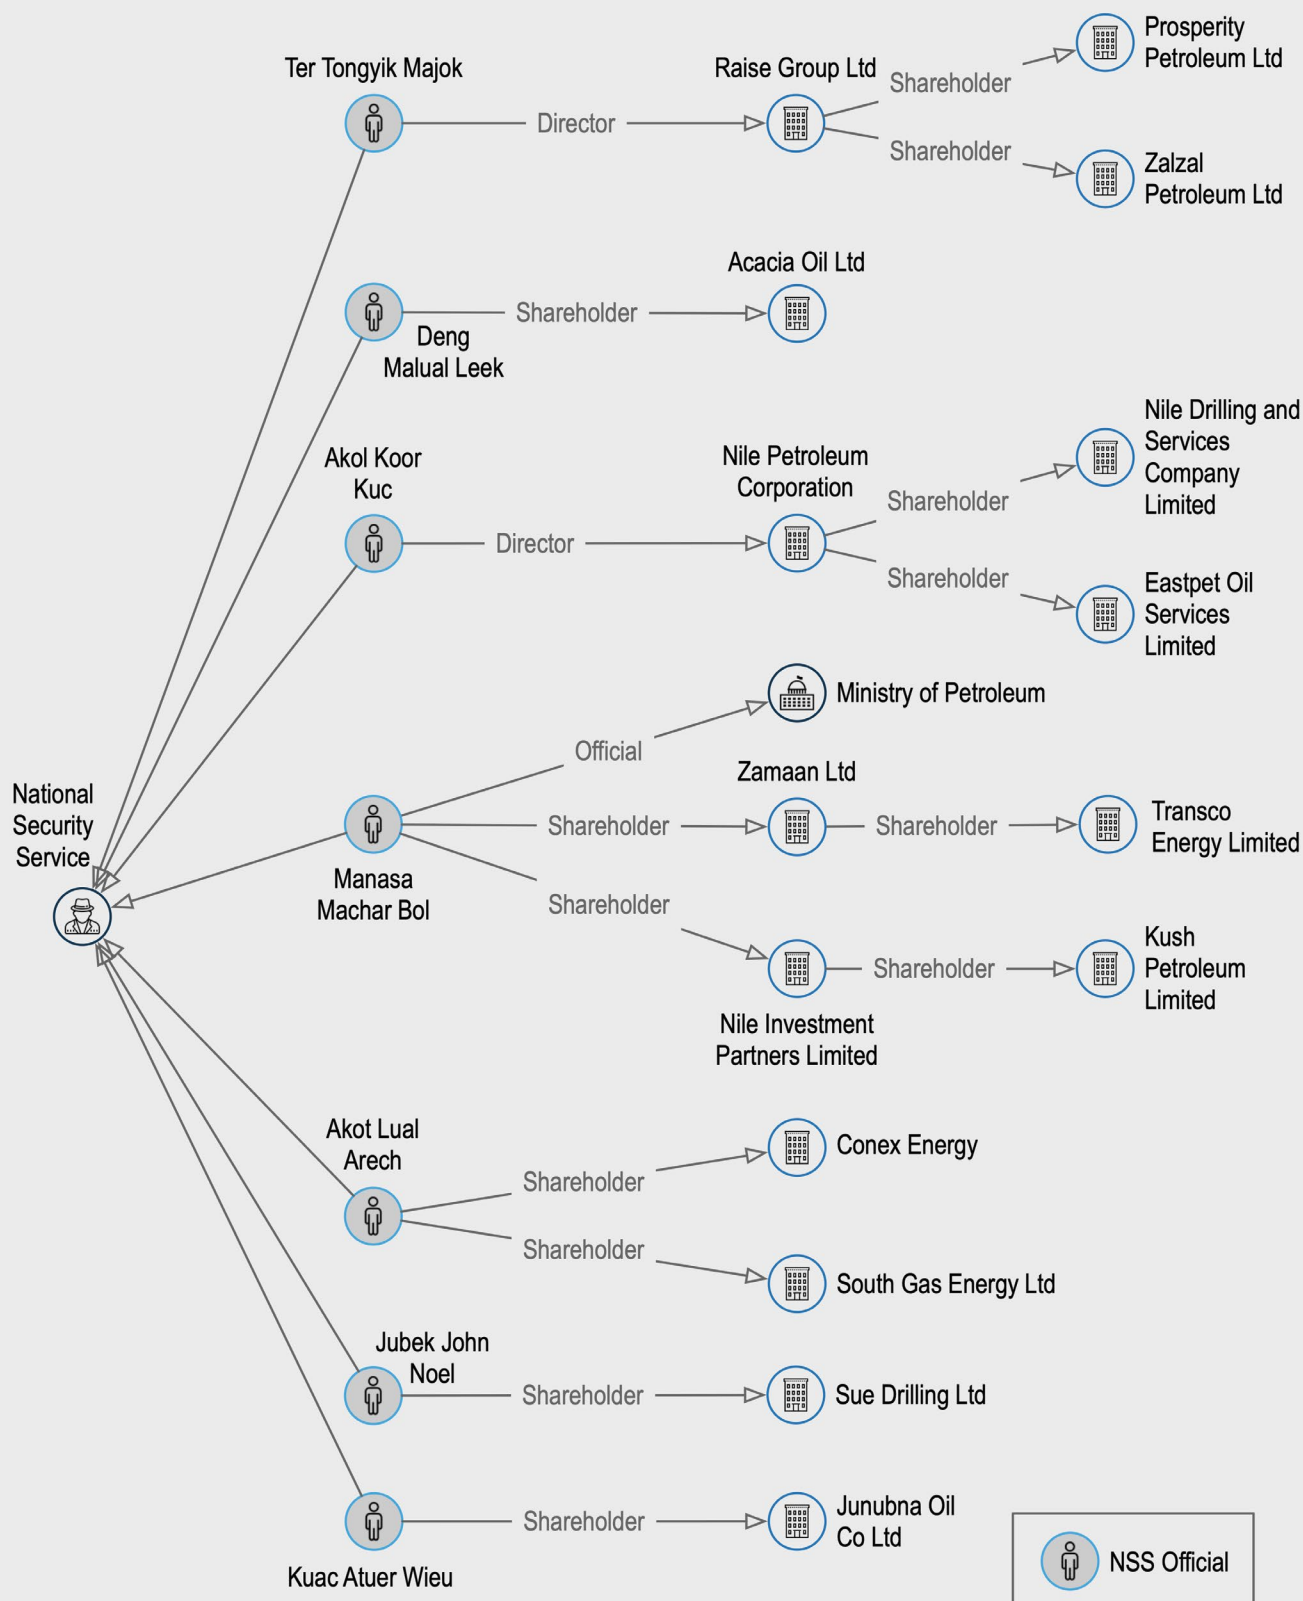 Prosperity
Petroleum Ltd
Ter Tongyik Majok
Raise Group Ltd
Shareholder
Director
Shareholder
Zalzal
Petroleum Ltd
Acacia Oil Ltd
Shareholder
Deng
Malual Leek
Nile Drilling and
Services
Company
Limited
Akol Koor
Kuc
Nile Petroleum
Corporation
Shareholder
Director
Shareholder
Eastpet Oil
Services
Limited
Ministry of Petroleum
Official
Zamaan Ltd
National
Security
Service
Shareholder
Shareholder
Transco
Energy Limited
Manasa
Machar Bol
Shareholder
Kush
Petroleum
Limited
Shareholder
Nile Investment
Partners Limited
Akot Lual
Arech
Conex Energy
Shareholder
Shareholder
South Gas Energy Ltd
Jubek John
Noel
Shareholder
Sue Drilling Ltd
Junubna Oil
Co Ltd
Shareholder
Kuac Atuer Wieu
NSS Official